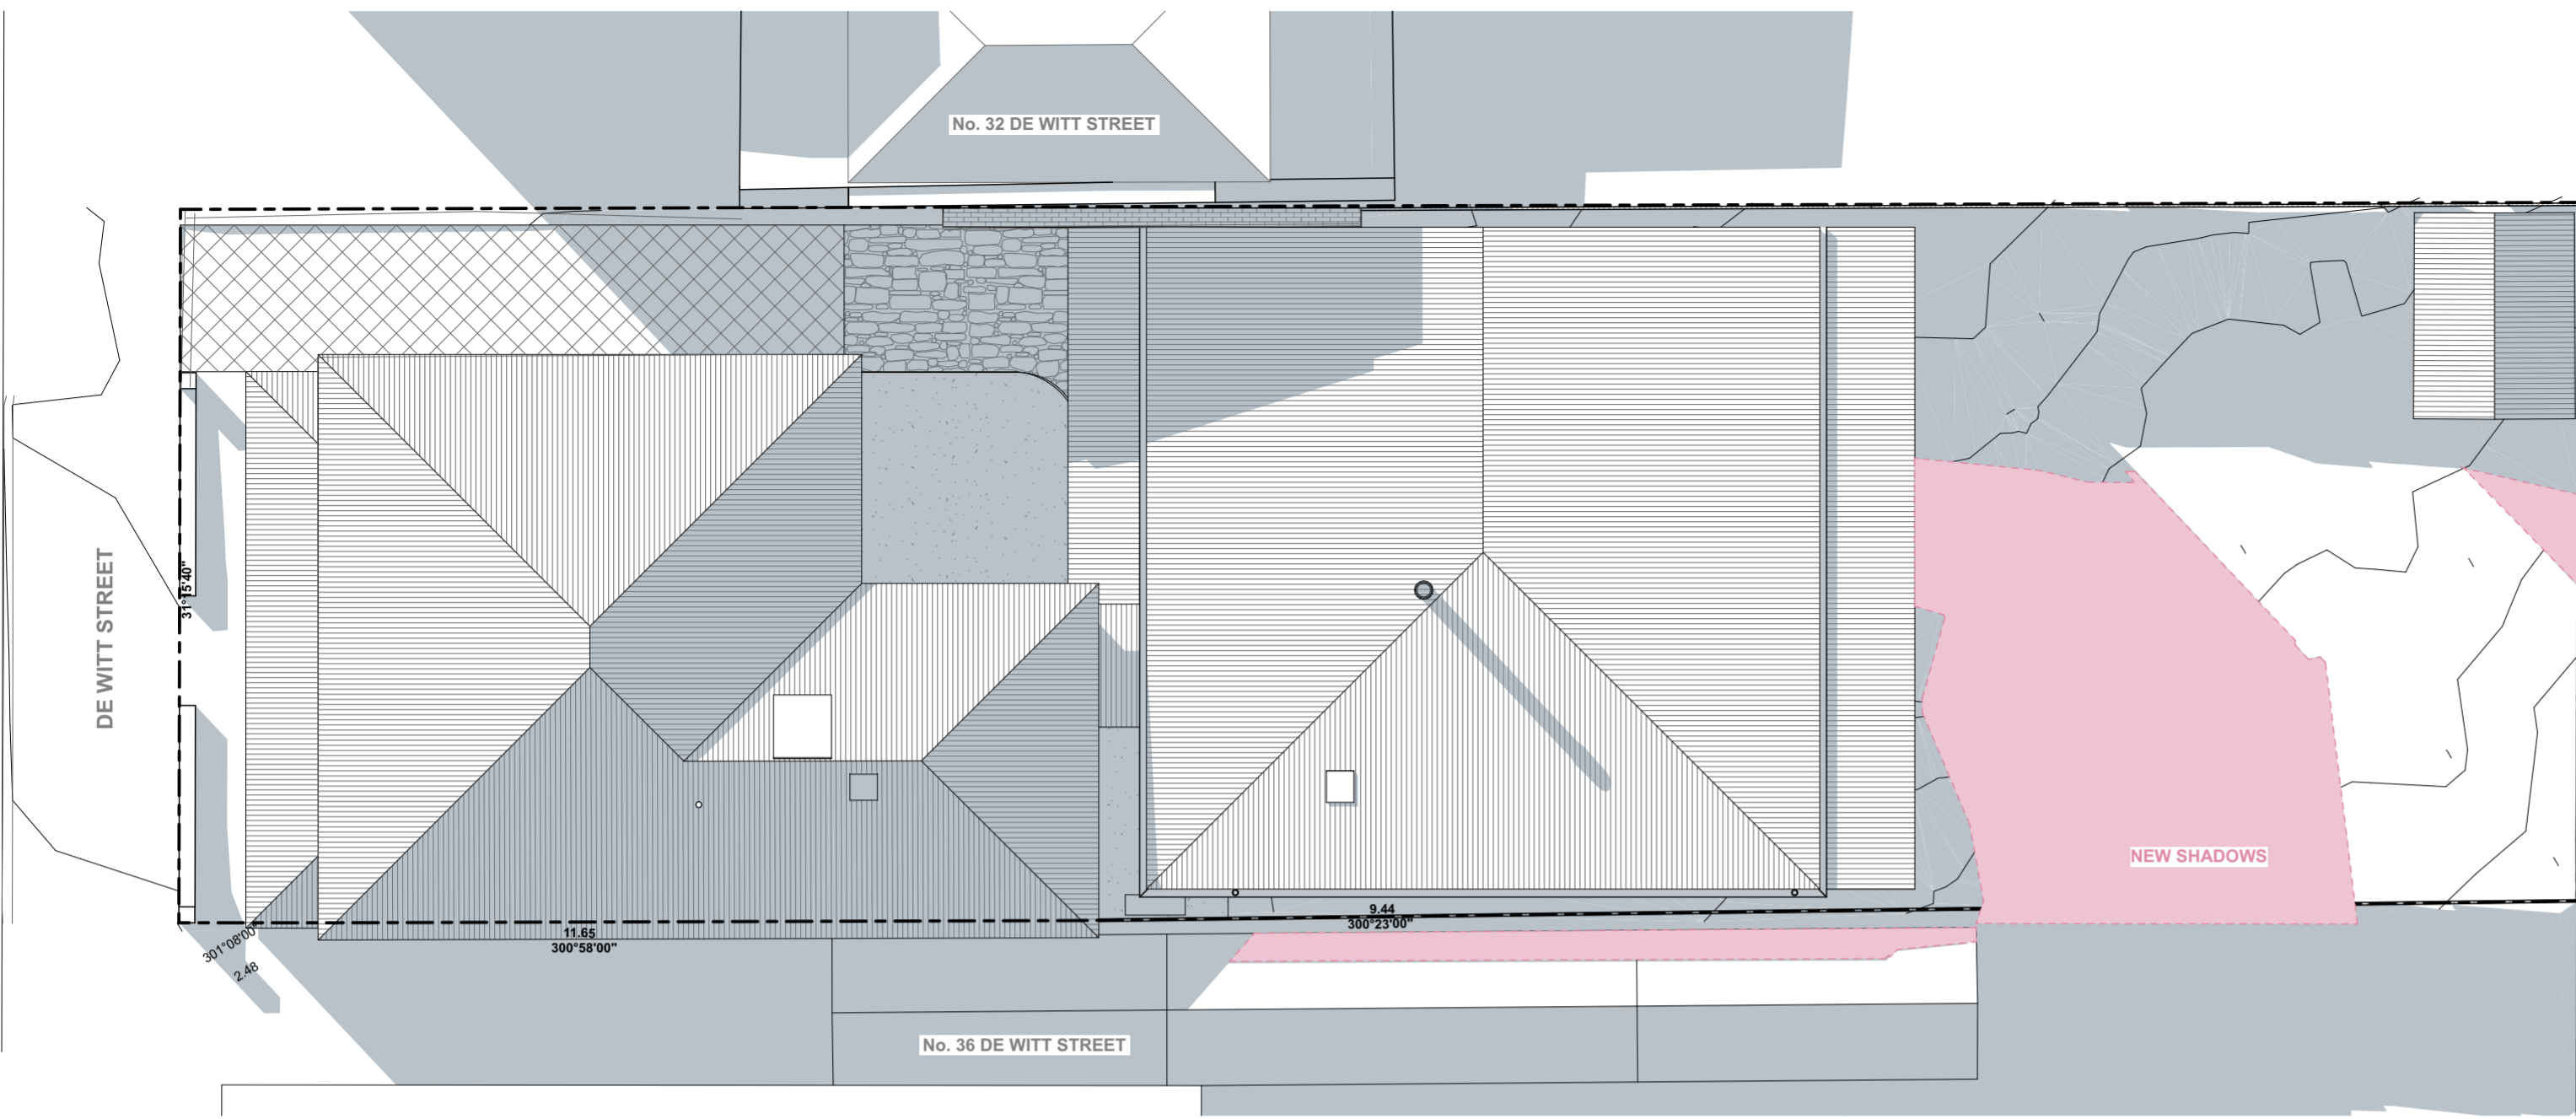 No. 32 DE WITT STREET
DE WITT STREET
31°15'40"
NEW SHADOWS
9.44
300°23'00"
11.65
300°58'00"
301°08'00"
2.48
No. 36 DE WITT STREET